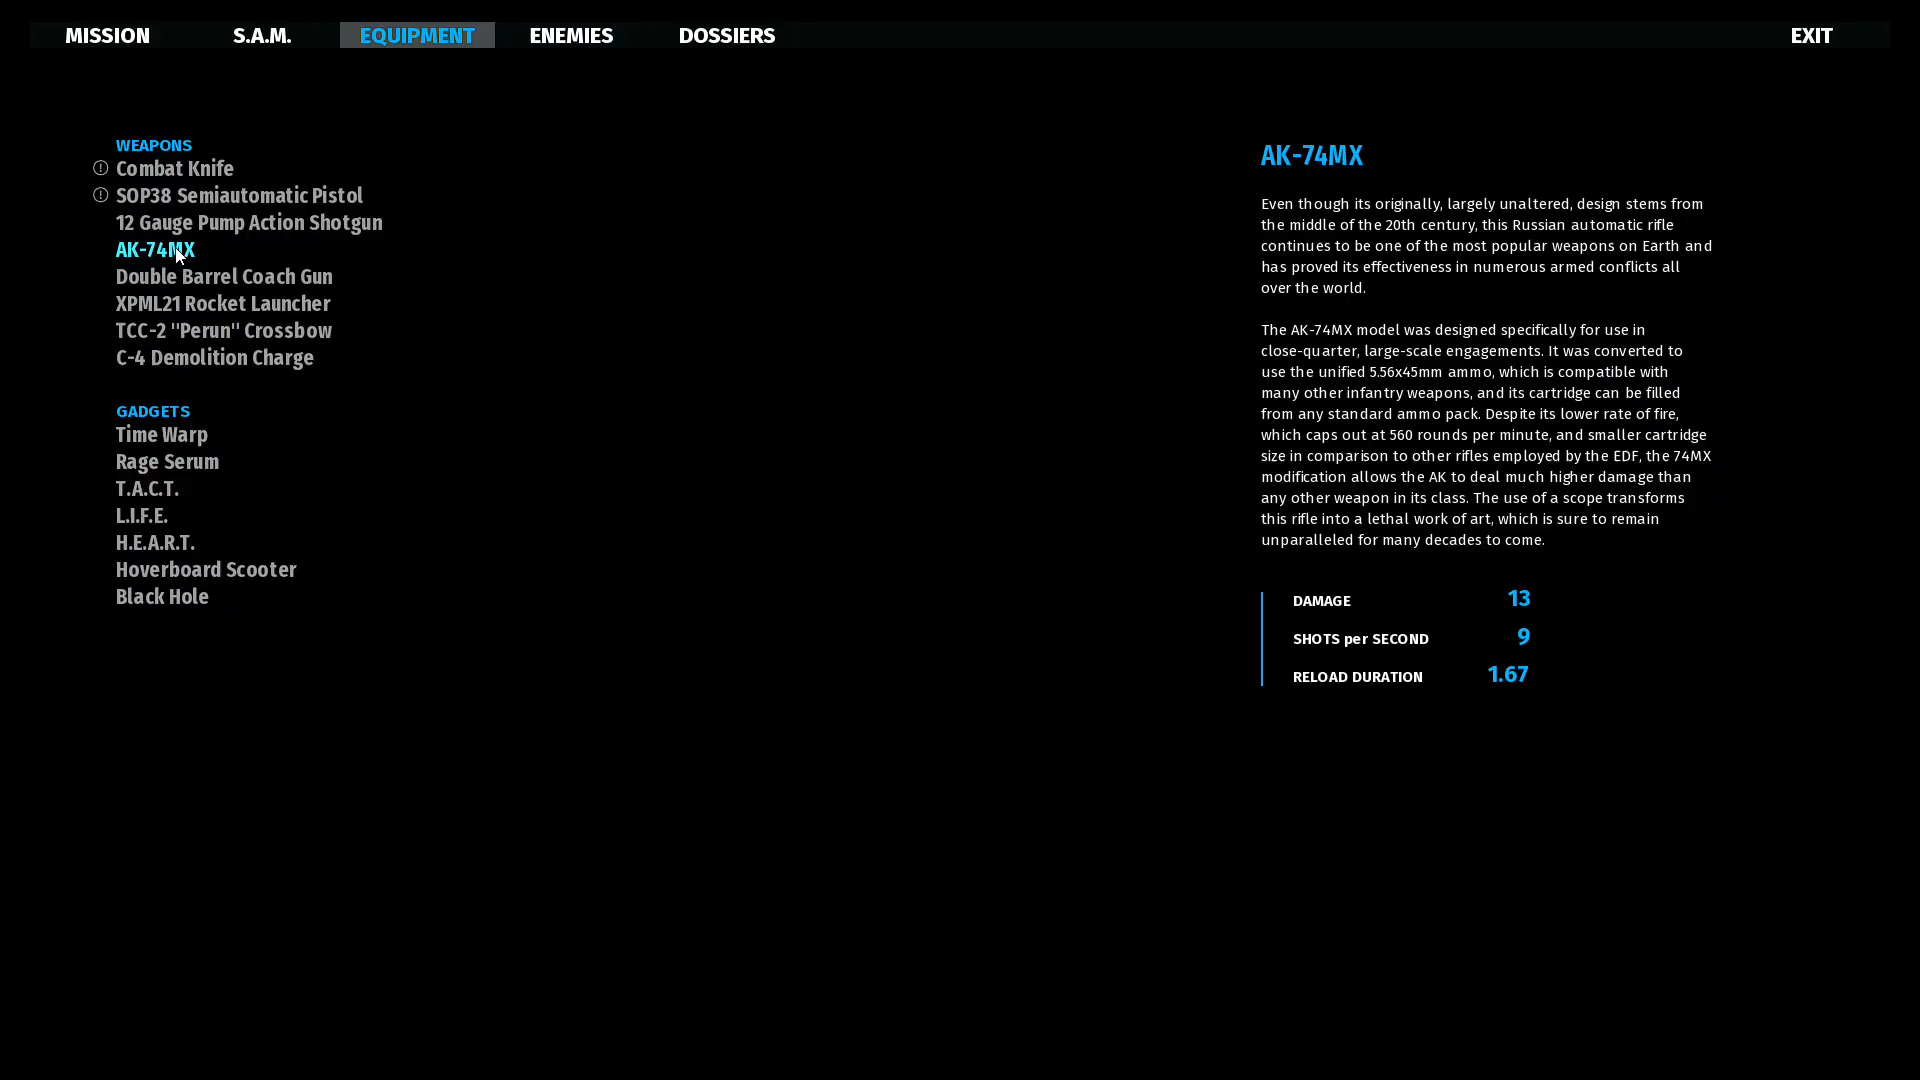 MISSION
S.A.M.
EQUIPMENT
ENEMIES
DOSSIERS
EXIT
WEAPONS
Combat Knife
SOP38 Semiautomatic Pistol
12 Gauge Pump Action Shotgun
AK-74MX
Double Barrel Coach Gun
XPML21 Rocket Launcher
TCC-2 "Perun" Crossbow
C-4 Demolition Charge
GADGETS
Time Warp
Rage Serum
T.A.C.T.
L.I.F.E.
H.E.A.R.T.
Hoverboard Scooter
Black Hole
AK-74MX
Even though its originally, largely unaltered, design stems from
the middle of the 20th century, this Russian automatic rifle
continues to be one of the most popular weapons on Earth and
has proved its effectiveness in numerous armed conflicts all
over the world.
The AK-74MX model was designed specifically for use in
close-quarter, large-scale engagements. It was converted to
use the unified 5.56x45mm ammo, which is compatible with
many other infantry weapons, and its cartridge can be filled
from any standard ammo pack. Despite its lower rate of fire,
which caps out at 560 rounds per minute, and smaller cartridge
size in comparison to other rifles employed by the EDF, the 74MX
modification allows the AK to deal much higher damage than
any other weapon in its class. The use of a scope transforms
this rifle into a lethal work of art, which is sure to remain
unparalleled for many decades to come.
DAMAGE 13
SHOTS per SECOND 9
RELOAD DURATION 1.67